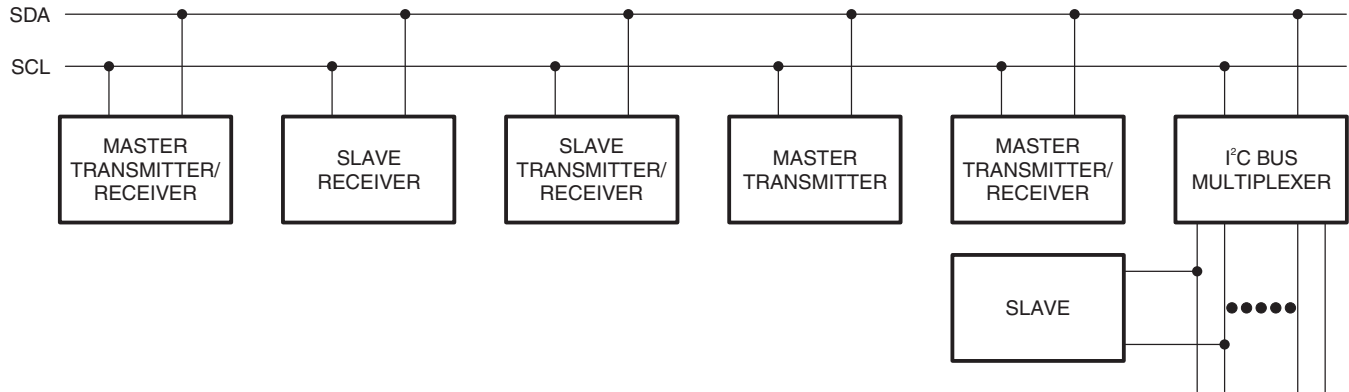 SDA
SCL
MASTER
TRANSMITTER/
RECEIVER
SLAVE
RECEIVER
SLAVE
TRANSMITTER/
RECEIVER
MASTER
TRANSMITTER
MASTER
TRANSMITTER/
RECEIVER
I²C BUS
MULTIPLEXER
SLAVE